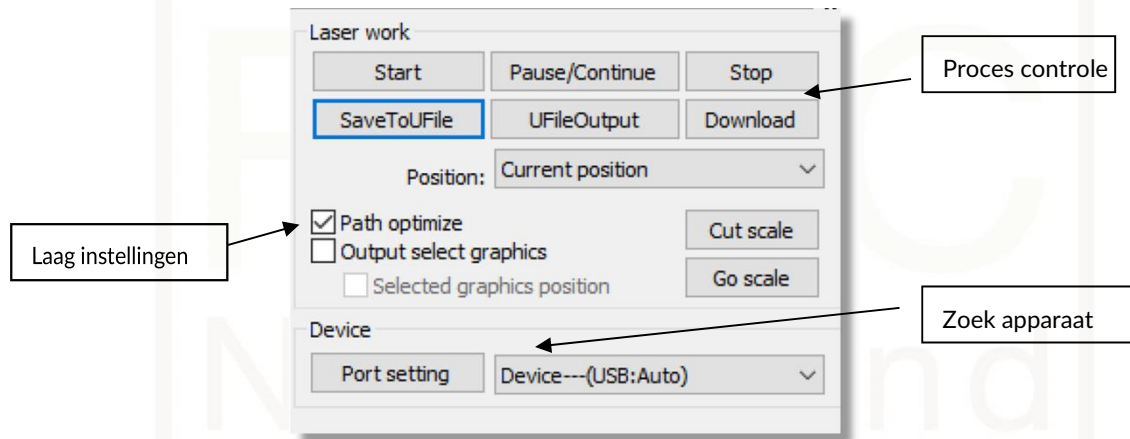 Laser work
Start Pause/Continue Stop
Proces controle
SaveToUFile UFileOutput Download
Position: Current position
Path optimize Cut scale
Laag instellingen
Output select graphics
Selected graphics position Go scale
Zoek apparaat
Device
Port setting Device---(USB:Auto)